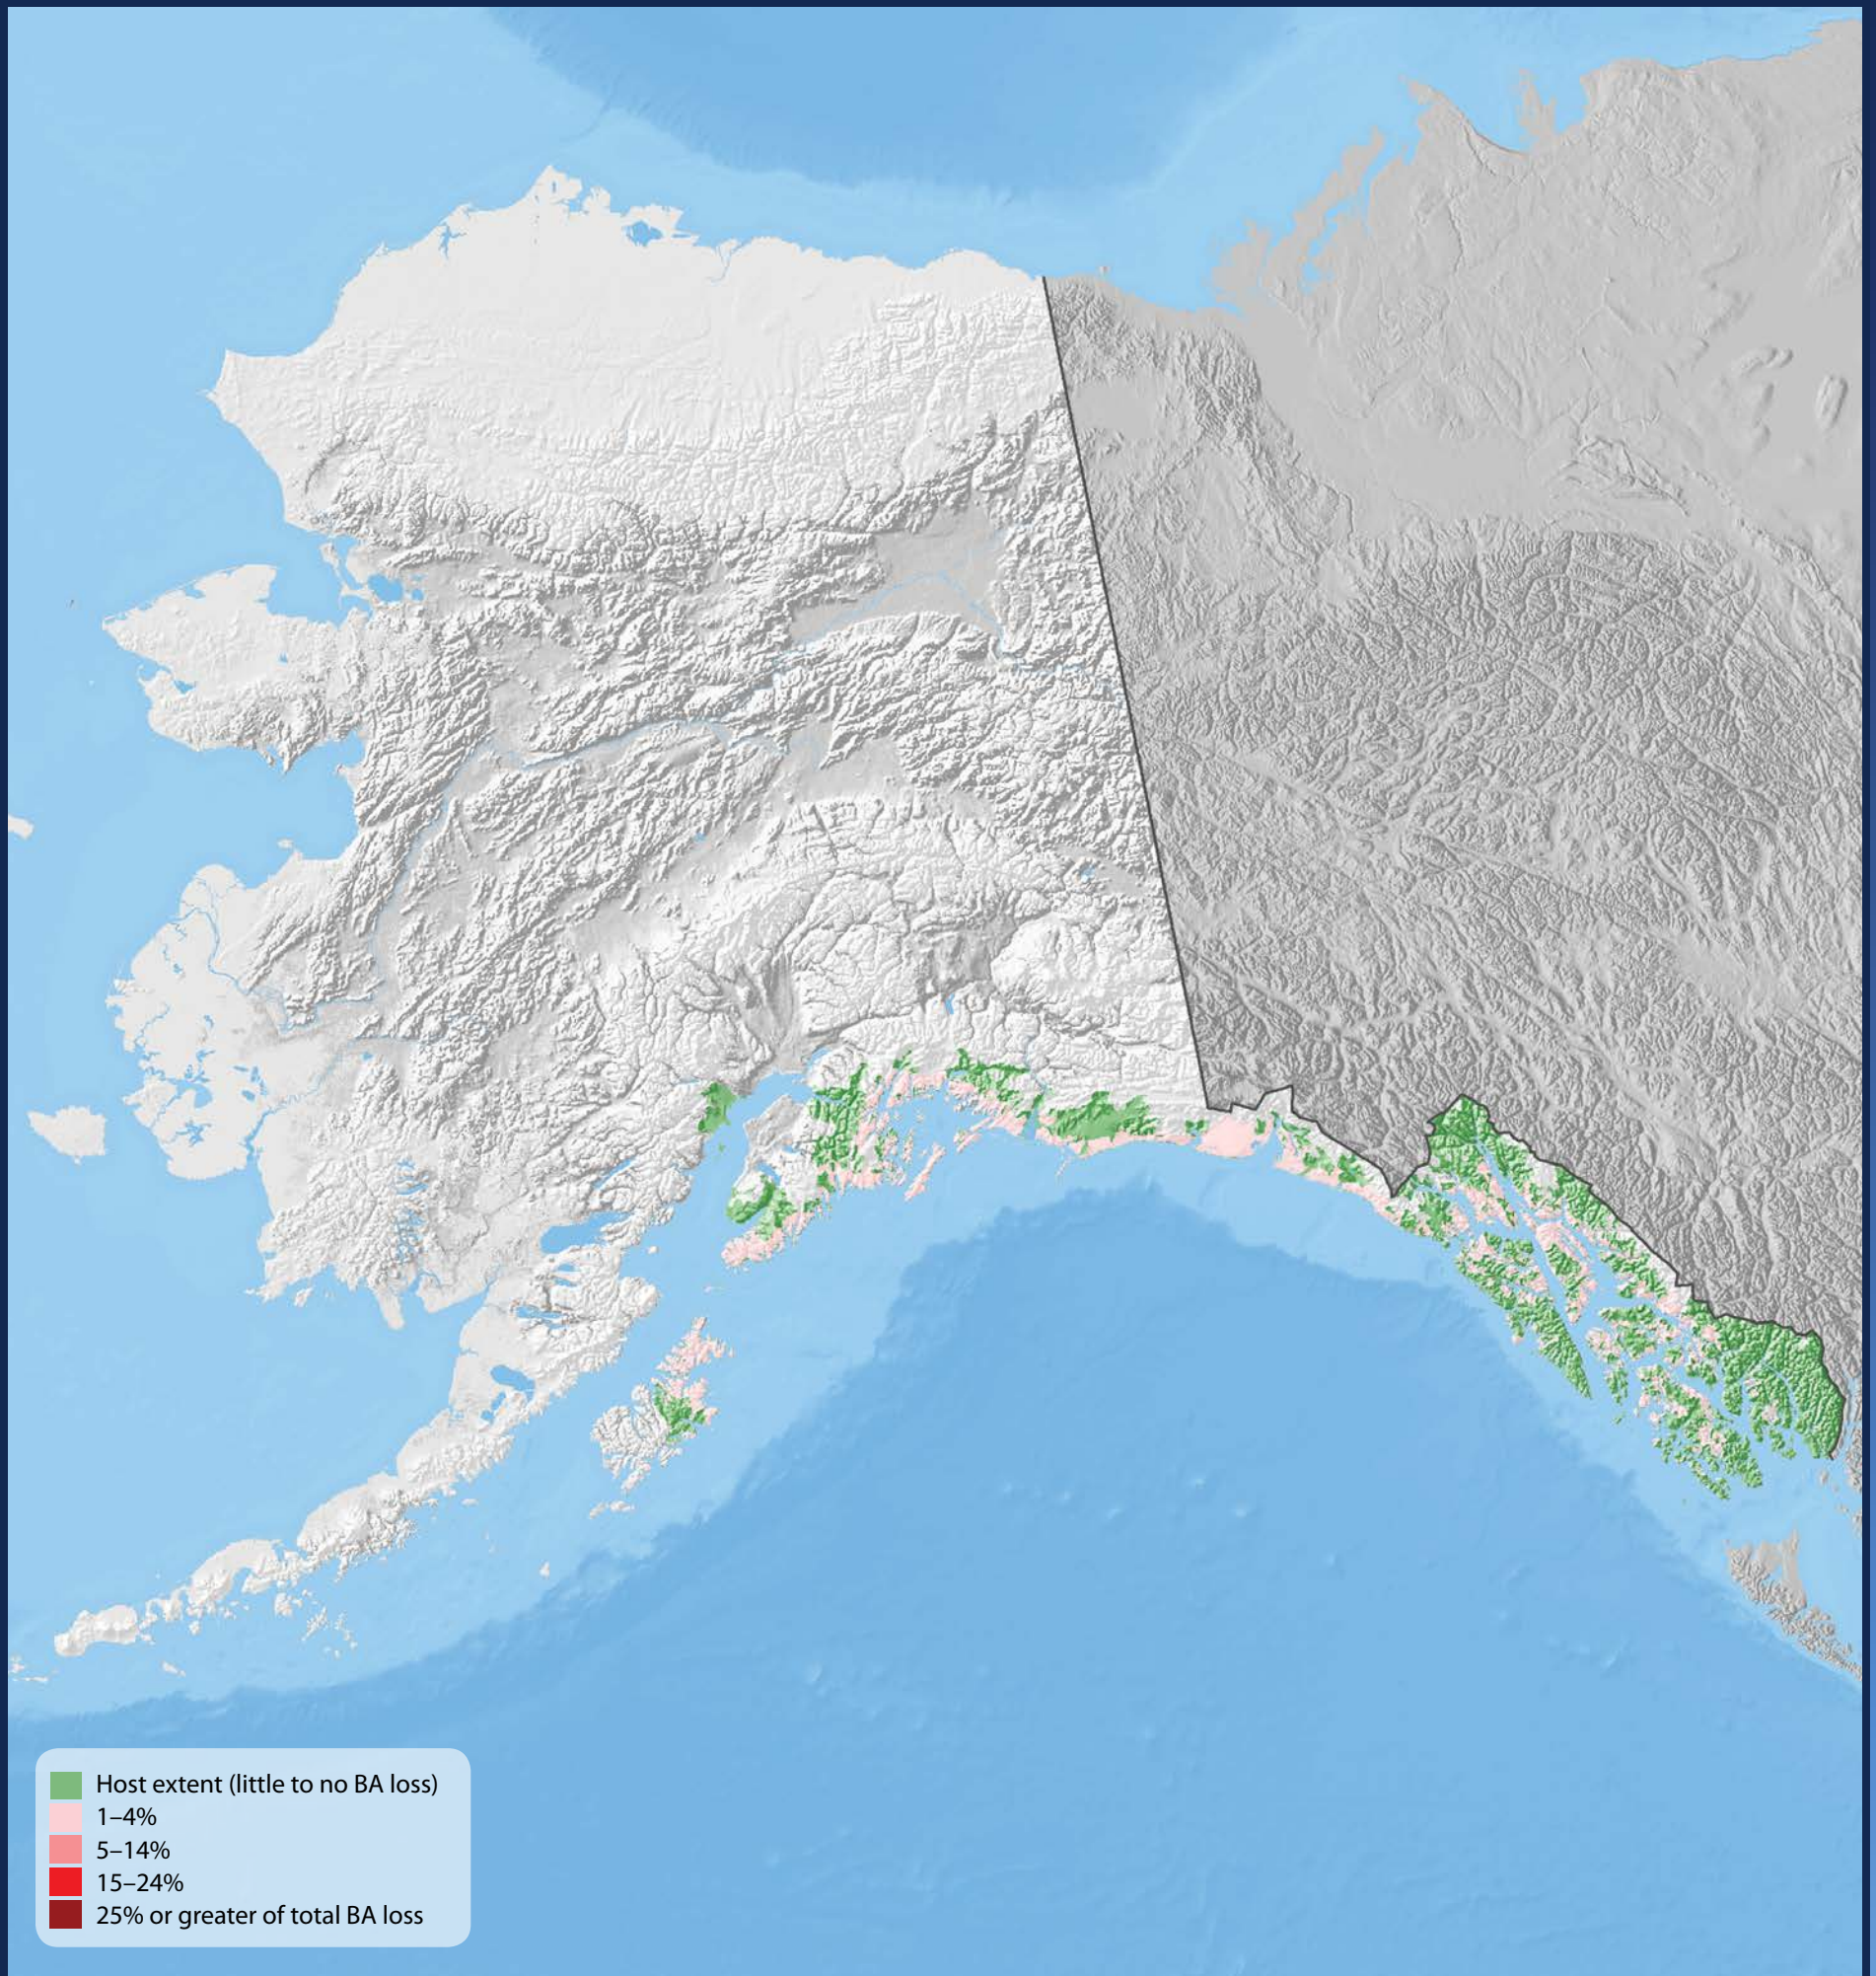 Host extent (little to no BA loss)
1–4%
5–14%
15–24%
25% or greater of total BA loss